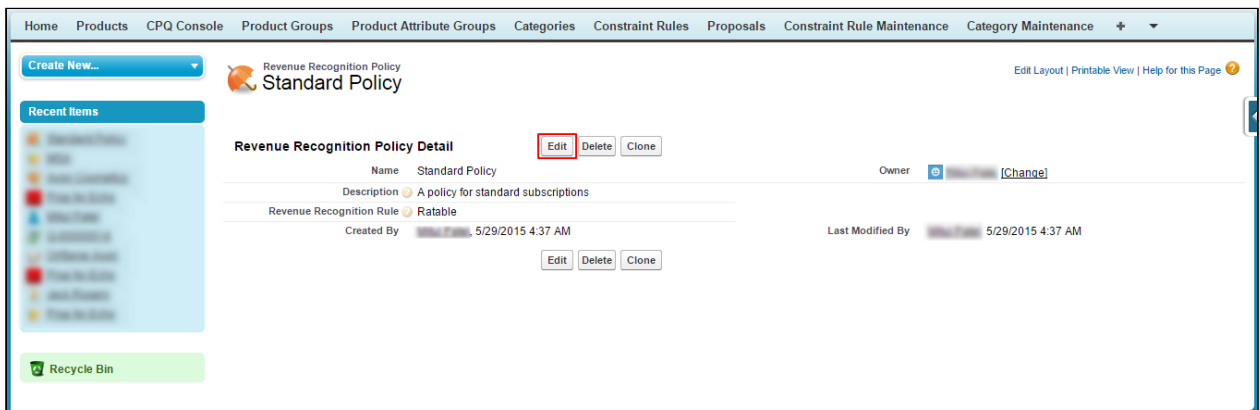 Home Products CPQ Console Product Groups Product Attribute Groups Categories Constraint Rules Proposals Constraint Rule Maintenance Category Maintenance +
Create New...
Revenue Recognition Policy
Standard Policy
Edit Layout | Printable View | Help for this Page
Recent Items
Revenue Recognition Policy Detail
Edit Delete Clone
Name Standard Policy
Owner [Change]
Description A policy for standard subscriptions
Revenue Recognition Rule Ratable
Created By , 5/29/2015 4:37 AM
Last Modified By 5/29/2015 4:37 AM
Edit Delete Clone
Recycle Bin